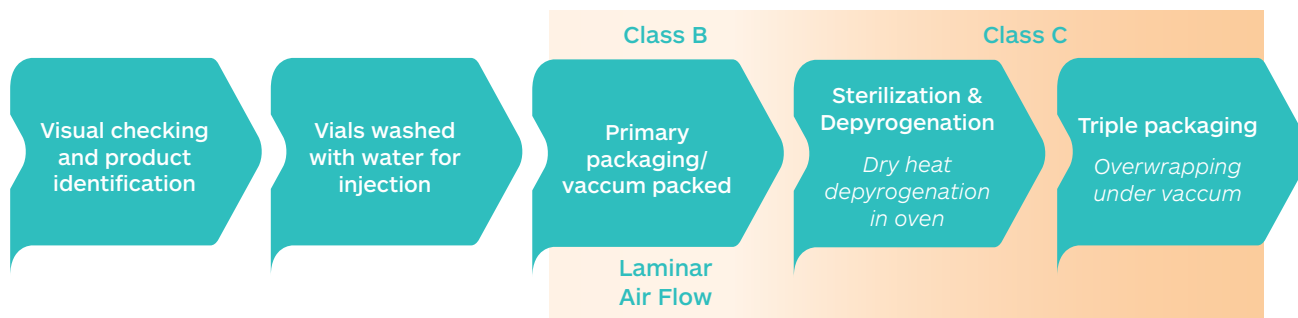 Class B
Class C
Visual checking
and product
identification
Vials washed
with water for
injection
Primary
packaging/
vaccum packed
Sterilization &
Depyrogenation
Dry heat
depyrogenation
in oven
Triple packaging
Overwrapping
under vaccum
Laminar
Air Flow